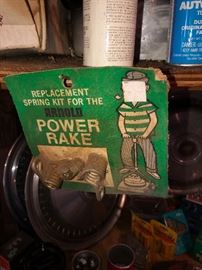 REPLACEMENT
SPRING KIT FOR THE
ARNOLD
POWER
RAKE
AUTO